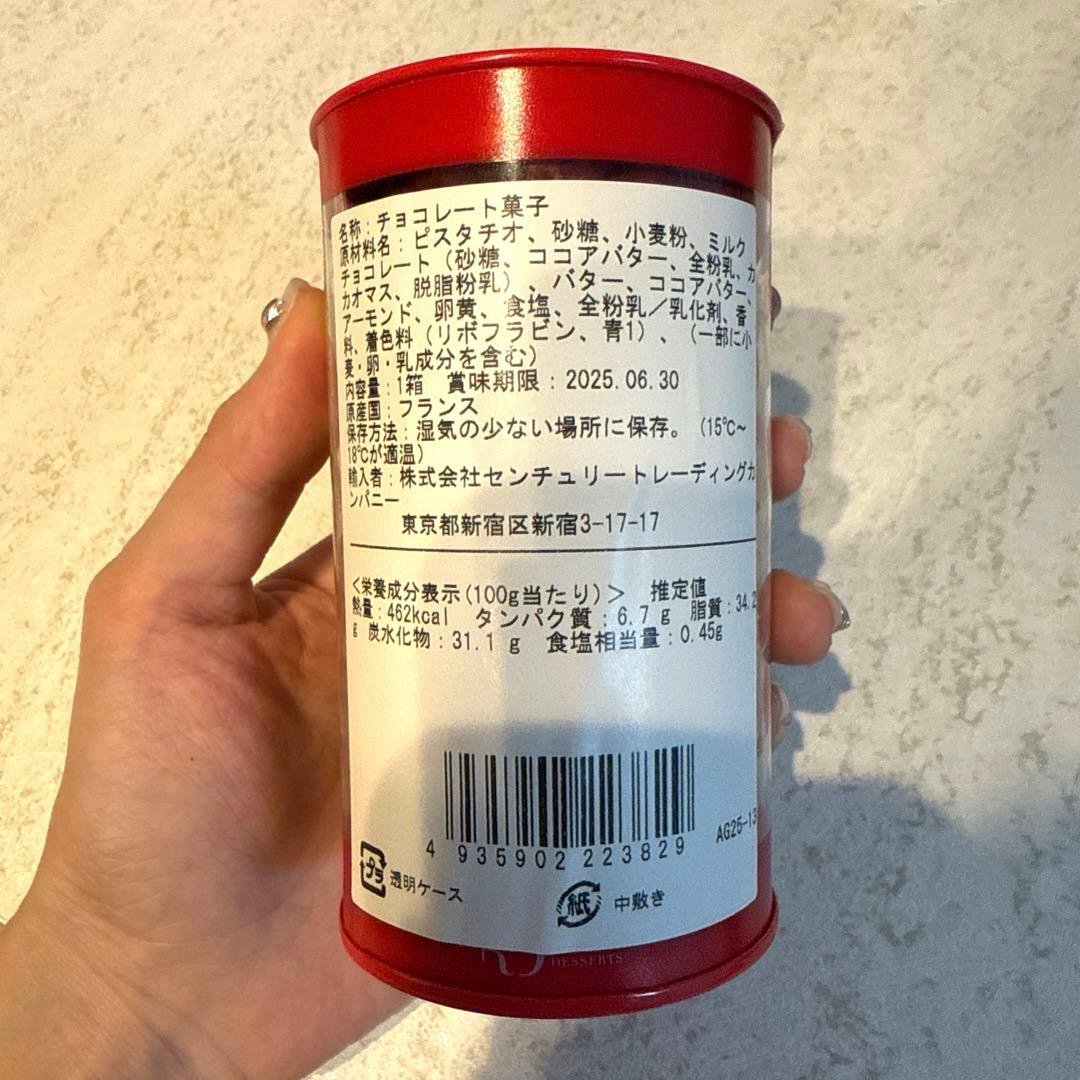 名称：チョコレート菓子
原材料名：ピスタチオ、砂糖、小麦粉、ミルク
チョコレート（砂糖、ココアバター、全粉乳、カ
カオマス、脱脂粉乳）、バター、ココアバター、
アーモンド、卵黄、食塩、全粉乳／乳化剤、香
料、着色料（リボフラビン、青1）、（一部に小
麦・卵・乳成分を含む）
内容量：1箱　賞味期限：2025.06.30
原産国：フランス
保存方法：湿気の少ない場所に保存。（15℃～
18℃が適温）
輸入者：株式会社センチュリートレーディングカ
ンパニー
東京都新宿区新宿3-17-17
＜栄養成分表示(100g当たり)＞　推定値
熱量：462kcal　タンパク質：6.7 g　脂質：34.2
g　炭水化物：31.1 g　食塩相当量：0.45g
4 935902 223829
AG25-13
プラ 透明ケース
紙 中敷き
DESSERTS